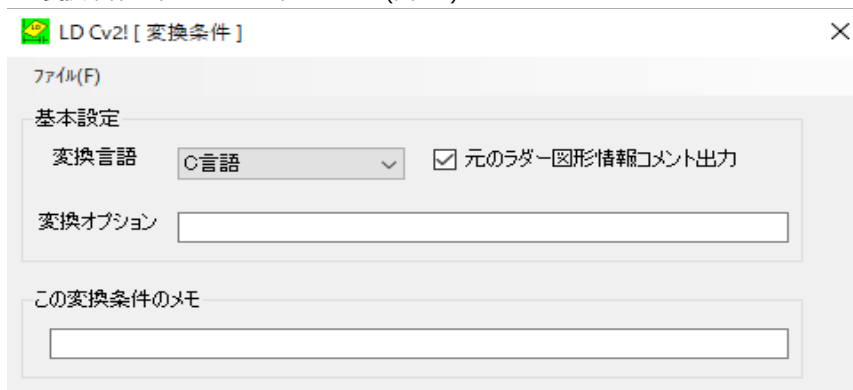 LD Cv2! [ 変換条件 ]
ファイル(F)
基本設定
変換言語 C言語 元のラダー図形情報コメント出力
変換オプション
この変換条件のメモ